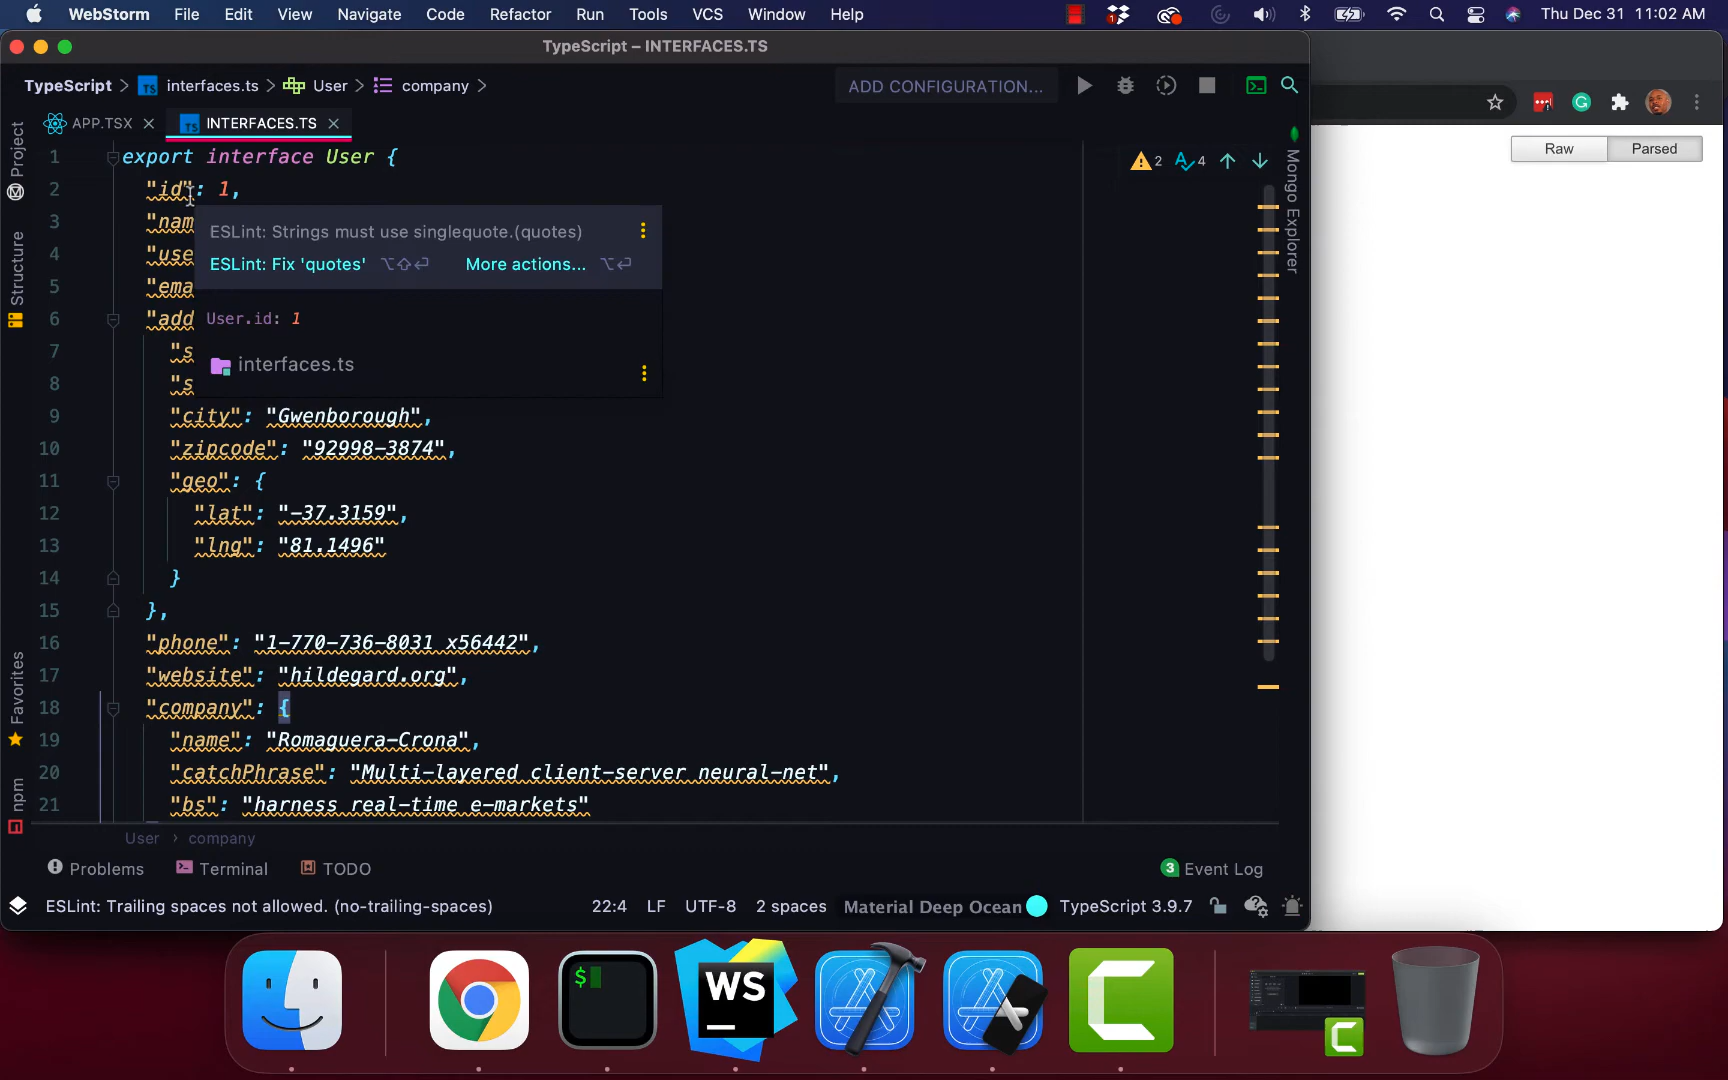 WebStorm File Edit View Navigate Code Refactor Run Tools VCS Window Help 1 Thu Dec 31 11:02 AM
TypeScript – INTERFACES.TS
TypeScript interfaces.ts User company ADD CONFIGURATION...
APP.TSX INTERFACES.TS
Raw Parsed
Project
Structure
Favorites
npm
Mongo Explorer
2 4
1 export interface User {
2 "id": 1,
3 "nam
4 "use
5 "ema
6 "add
7 "s
8 "s
ESLint: Strings must use singlequote.(quotes)
ESLint: Fix 'quotes' ⌥⇧⏎ More actions... ⌥⏎
User.id: 1
interfaces.ts
9 "city": "Gwenborough",
10 "zipcode": "92998-3874",
11 "geo": {
12 "lat": "-37.3159",
13 "lng": "81.1496"
14 }
15 },
16 "phone": "1-770-736-8031 x56442",
17 "website": "hildegard.org",
18 "company": {
19 "name": "Romaguera-Crona",
20 "catchPhrase": "Multi-layered client-server neural-net",
21 "bs": "harness real-time e-markets"
User › company
Problems Terminal TODO 3 Event Log
ESLint: Trailing spaces not allowed. (no-trailing-spaces) 22:4 LF UTF-8 2 spaces Material Deep Ocean TypeScript 3.9.7
$
WS